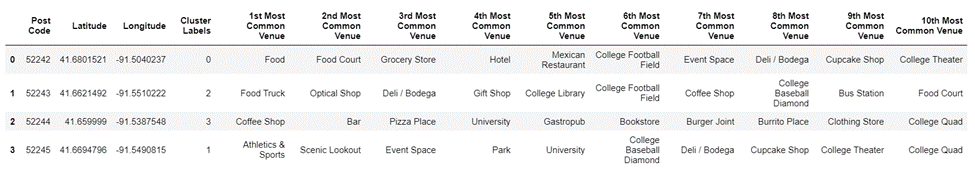 Post Code Latitude Longitude Cluster Labels 1st Most Common Venue 2nd Most Common Venue 3rd Most Common Venue 4th Most Common Venue 5th Most Common Venue 6th Most Common Venue 7th Most Common Venue 8th Most Common Venue 9th Most Common Venue 10th Most Common Venue
0 52242 41.6801521 -91.5040237 0 Food Food Court Grocery Store Hotel Mexican Restaurant College Football Field Event Space Deli / Bodega Cupcake Shop College Theater
1 52243 41.6621492 -91.5510222 2 Food Truck Optical Shop Deli / Bodega Gift Shop College Library College Football Field Coffee Shop College Baseball Diamond Bus Station Food Court
2 52244 41.659999 -91.5387548 3 Coffee Shop Bar Pizza Place University Gastropub Bookstore Burger Joint Burrito Place Clothing Store College Quad
3 52245 41.6694796 -91.5490815 1 Athletics & Sports Scenic Lookout Event Space Park University College Baseball Diamond Deli / Bodega Cupcake Shop College Theater College Quad